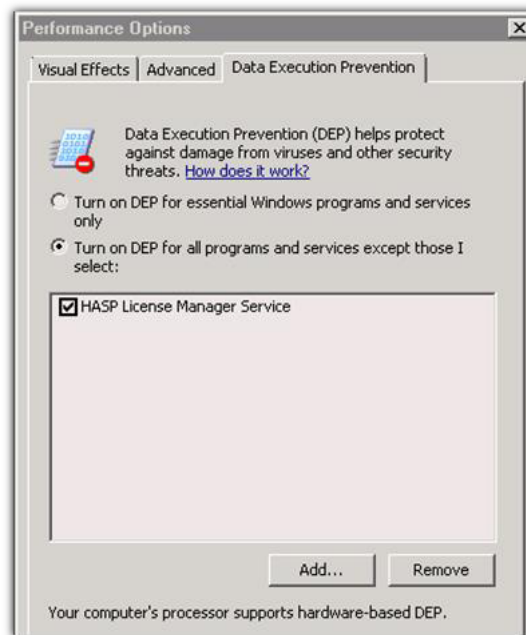 Performance Options
Visual Effects
Advanced
Data Execution Prevention
Data Execution Prevention (DEP) helps protect
against damage from viruses and other security
threats. How does it work?
Turn on DEP for essential Windows programs and services
only
Turn on DEP for all programs and services except those I
select:
HASP License Manager Service
Add...
Remove
Your computer's processor supports hardware-based DEP.